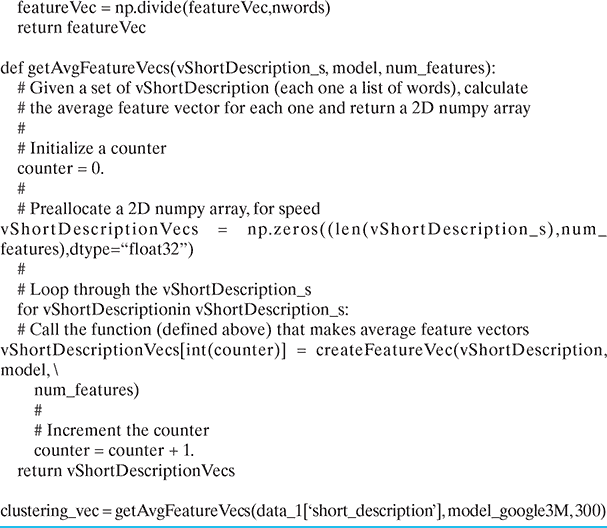 featureVec = np.divide(featureVec,nwords)
return featureVec
def getAvgFeatureVecs(vShortDescription_s, model, num_features):
# Given a set of vShortDescription (each one a list of words), calculate
# the average feature vector for each one and return a 2D numpy array
#
# Initialize a counter
counter = 0.
#
# Preallocate a 2D numpy array, for speed
vShortDescriptionVecs = np.zeros((len(vShortDescription_s),num_
features),dtype=“float32”)
#
# Loop through the vShortDescription_s
for vShortDescriptionin vShortDescription_s:
# Call the function (defined above) that makes average feature vectors
vShortDescriptionVecs[int(counter)] = createFeatureVec(vShortDescription,
model, \
num_features)
#
# Increment the counter
counter = counter + 1.
return vShortDescriptionVecs
clustering_vec = getAvgFeatureVecs(data_1[‘short_description’], model_google3M, 300)